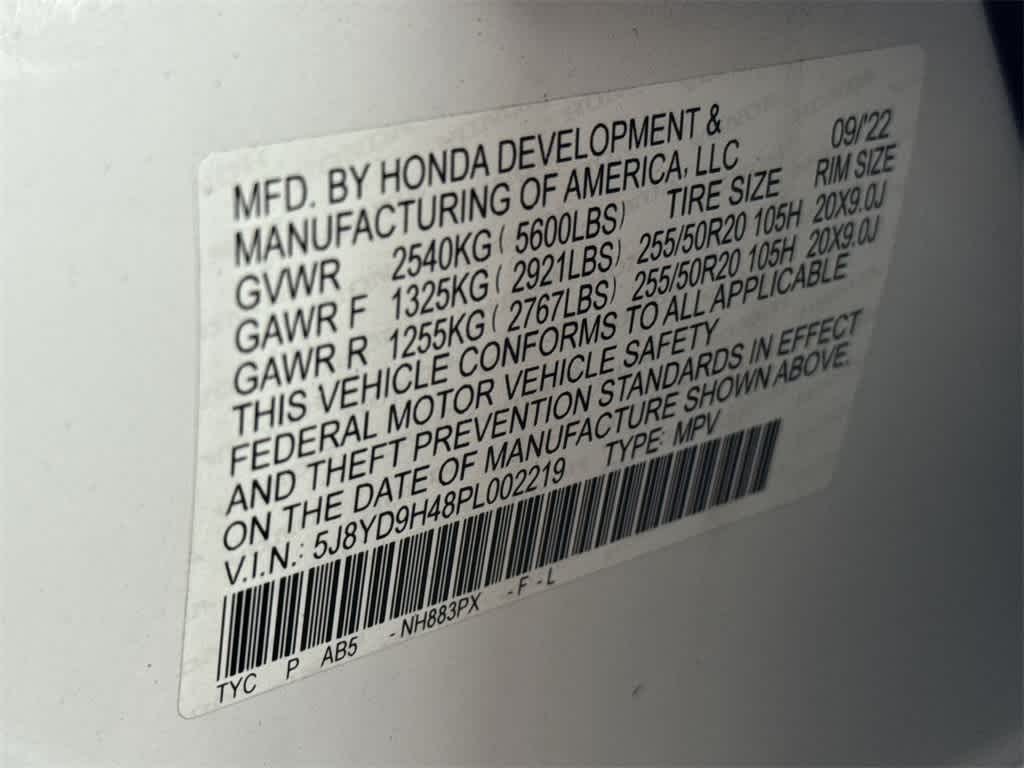 MFD. BY HONDA DEVELOPMENT & 09/'22
MANUFACTURING OF AMERICA, LLC
GVWR 2540KG ( 5600LBS) TIRE SIZE RIM SIZE
GAWR F 1325KG ( 2921LBS) 255/50R20 105H 20X9.0J
GAWR R 1255KG ( 2767LBS) 255/50R20 105H 20X9.0J
THIS VEHICLE CONFORMS TO ALL APPLICABLE
FEDERAL MOTOR VEHICLE SAFETY
AND THEFT PREVENTION STANDARDS IN EFFECT
ON THE DATE OF MANUFACTURE SHOWN ABOVE.
V.I.N.: 5J8YD9H48PL002219 TYPE: MPV
TYC P AB5 -NH883PX -F-L